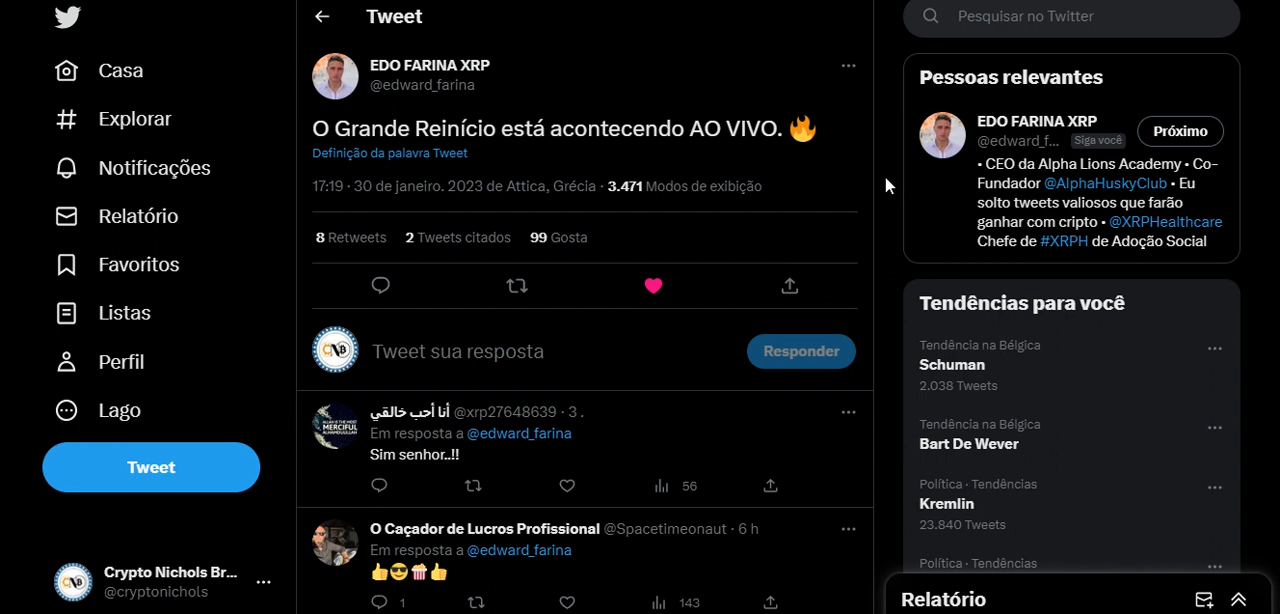 Tweet
Pesquisar no Twitter
Casa
Explorar
Notificações
Relatório
Favoritos
Listas
Perfil
Lago
Tweet
Crypto Nichols Br...
@cryptonichols
EDO FARINA XRP
@edward_farina
O Grande Reinício está acontecendo AO VIVO. 🔥
Definição da palavra Tweet
17:19 · 30 de janeiro. 2023 de Attica, Grécia · 3.471 Modos de exibição
8 Retweets 2 Tweets citados 99 Gosta
Tweet sua resposta
Responder
أنا أحب خالقي @xrp27648639 · 3 .
Em resposta a @edward_farina
Sim senhor..!!
56
O Caçador de Lucros Profissional @Spacetimeonaut · 6 h
Em resposta a @edward_farina
👍😎🍿👍
1
143
Pessoas relevantes
EDO FARINA XRP
@edward_f... Siga você
Próximo
• CEO da Alpha Lions Academy • Co-
Fundador @AlphaHuskyClub • Eu
solto tweets valiosos que farão
ganhar com cripto • @XRPHealthcare
Chefe de #XRPH de Adoção Social
Tendências para você
Tendência na Bélgica
Schuman
2.038 Tweets
Tendência na Bélgica
Bart De Wever
Política · Tendências
Kremlin
23.840 Tweets
Política · Tendências
Relatório